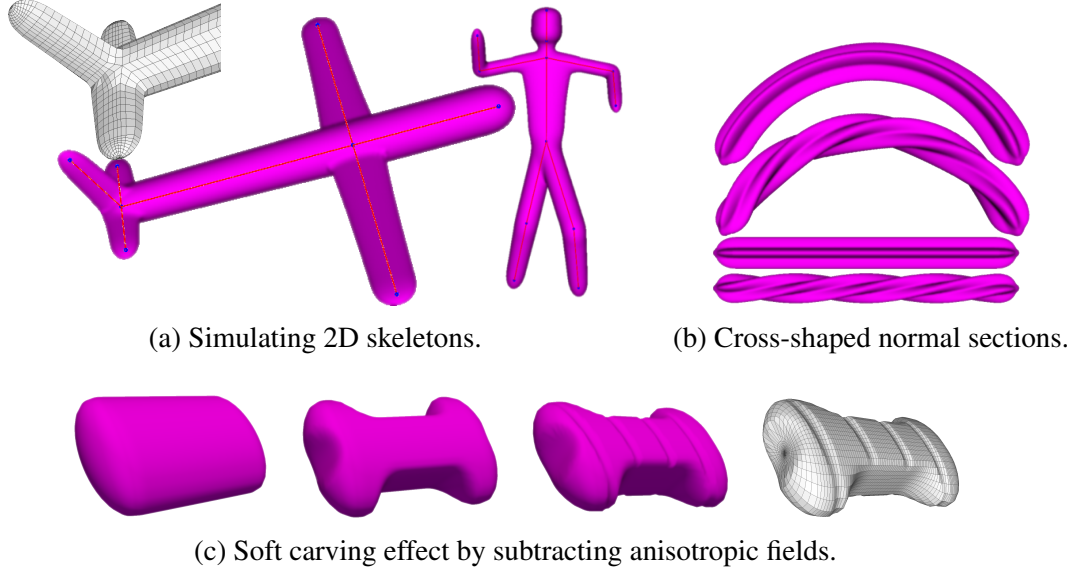 (a) Simulating 2D skeletons.
(b) Cross-shaped normal sections.
(c) Soft carving effect by subtracting anisotropic fields.